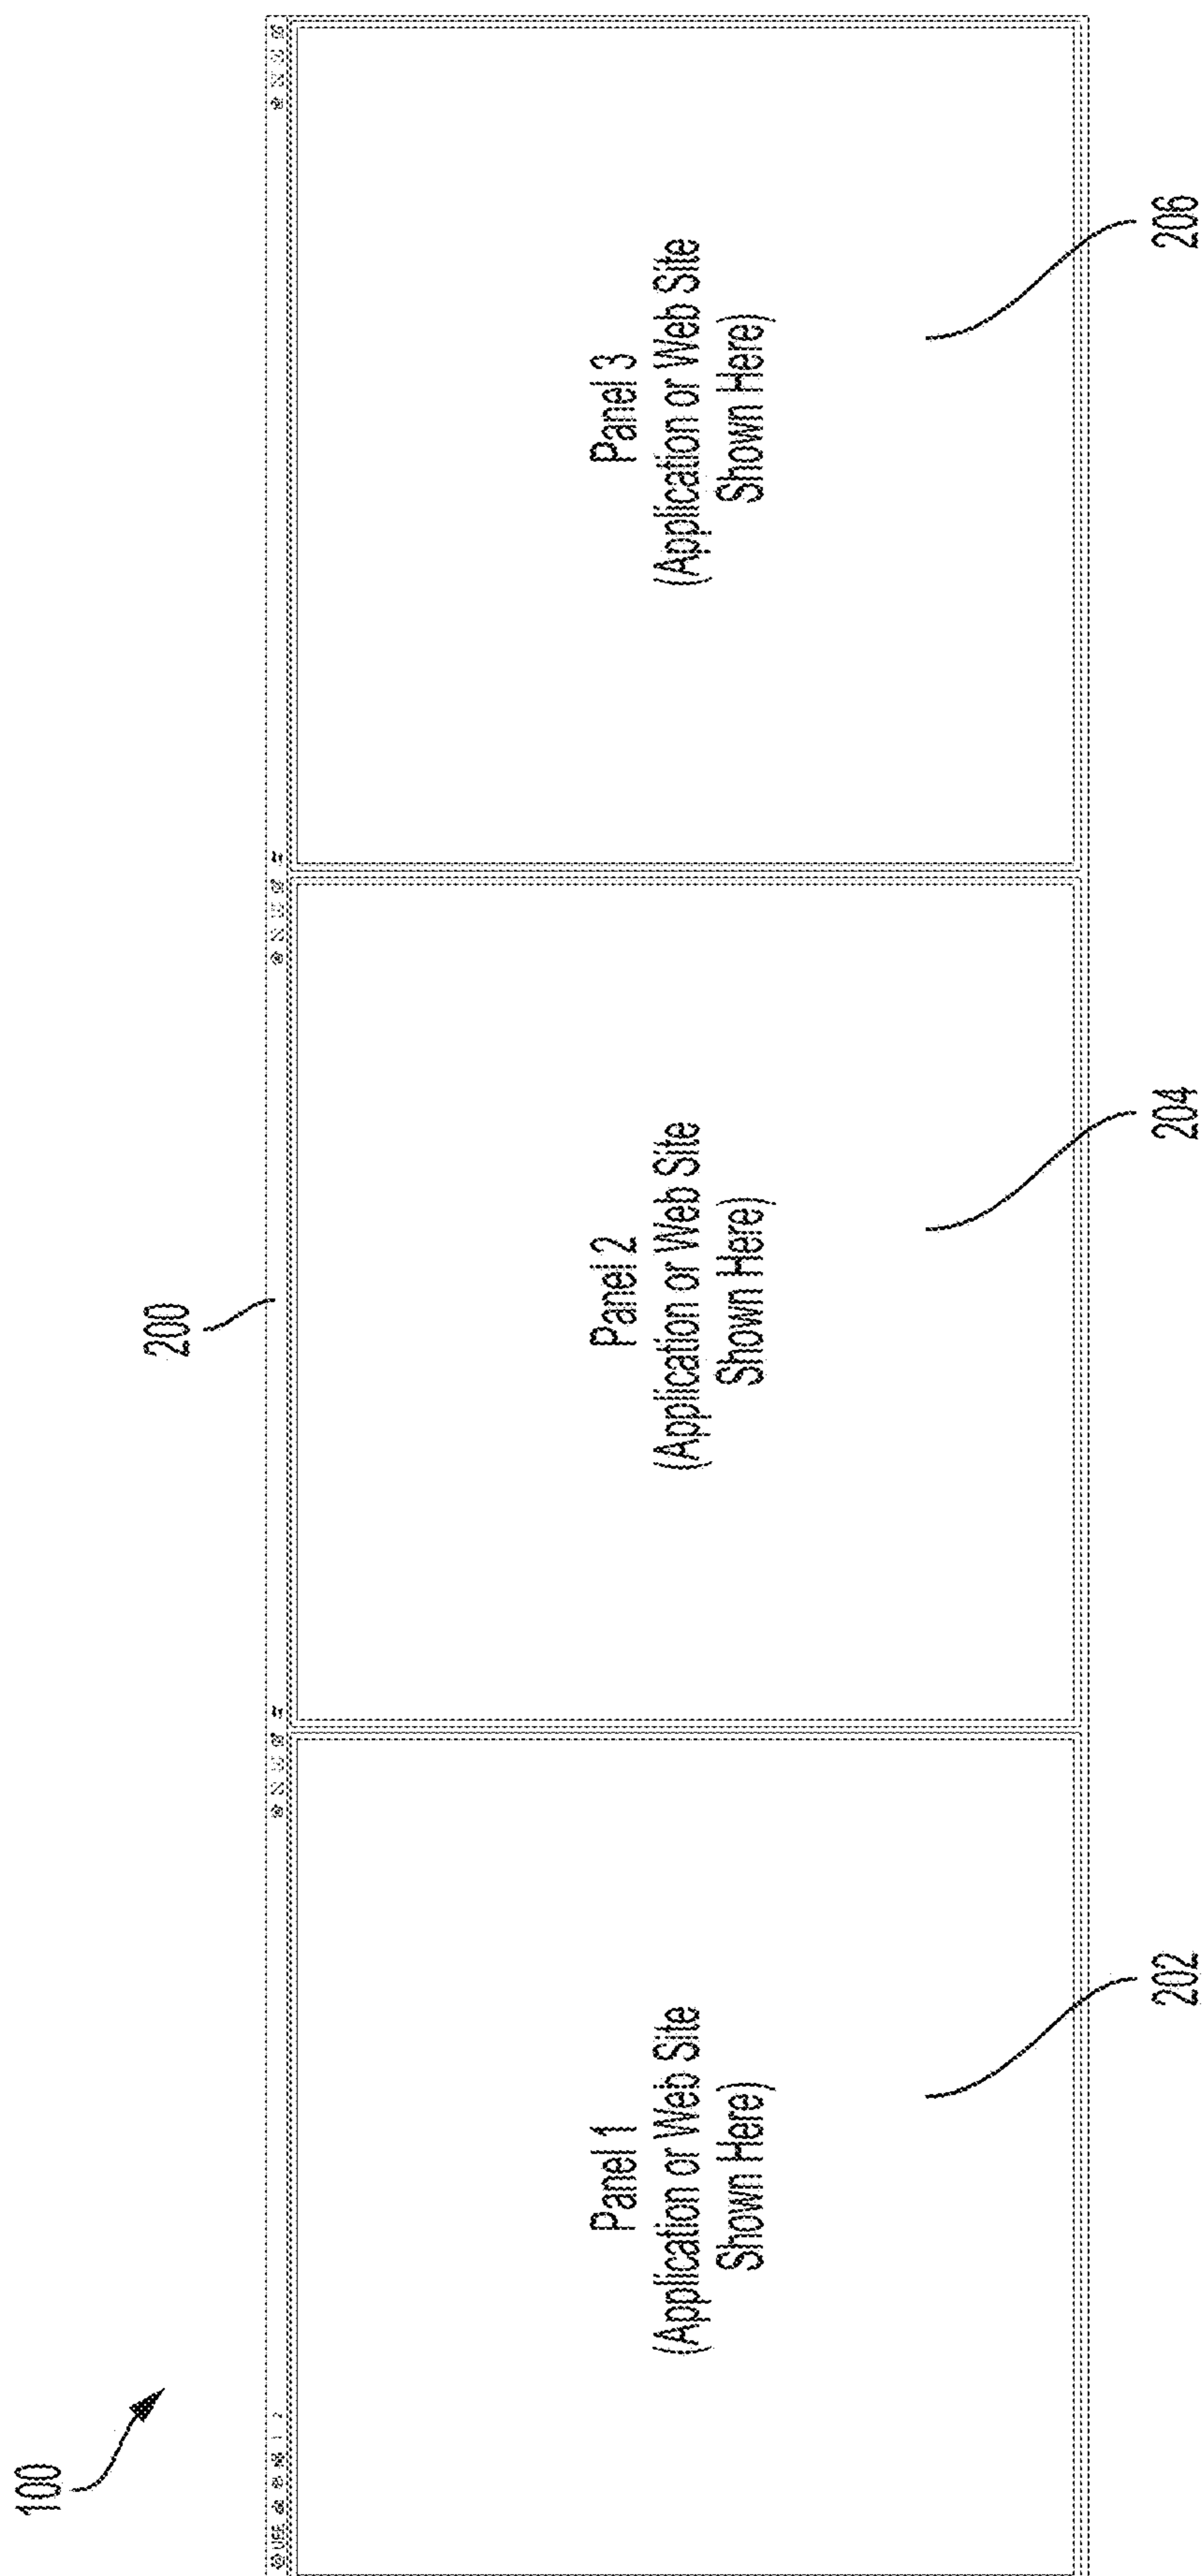 100
200
Panel 1
(Application or Web Site
Shown Here)
Panel 2
(Application or Web Site
Shown Here)
Panel 3
(Application or Web Site
Shown Here)
202
204
206